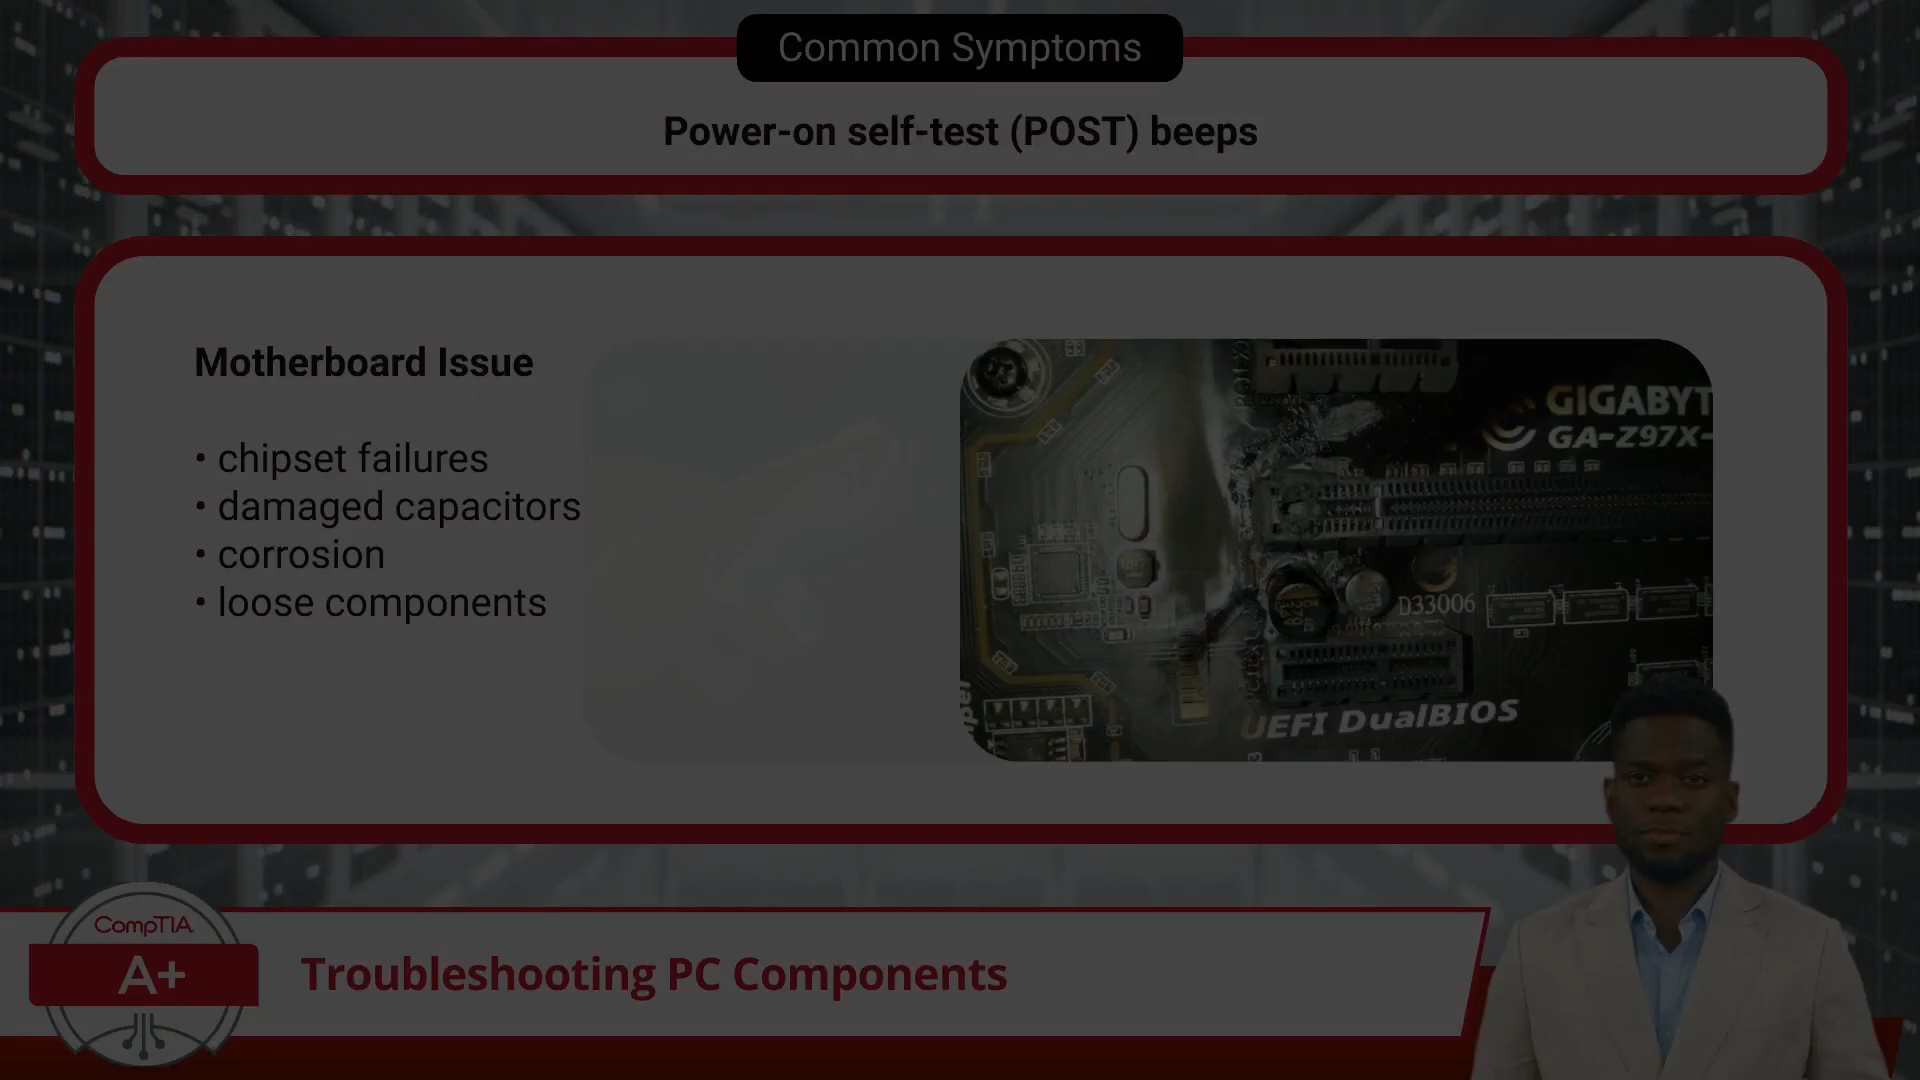 Common Symptoms
Power-on self-test (POST) beeps
Motherboard Issue
• chipset failures
• damaged capacitors
• corrosion
• loose components
GIGABYT
GA-Z97X-
D33006
UEFI DualBIOS
CompTIA
A+
Troubleshooting PC Components